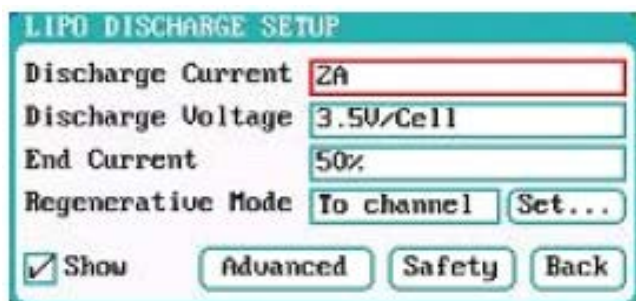 LIPO DISCHARGE SETUP
Discharge Current 2A
Discharge Voltage 3.5V/Cell
End Current 50%
Regenerative Mode To channel Set...
Show Advanced Safety Back